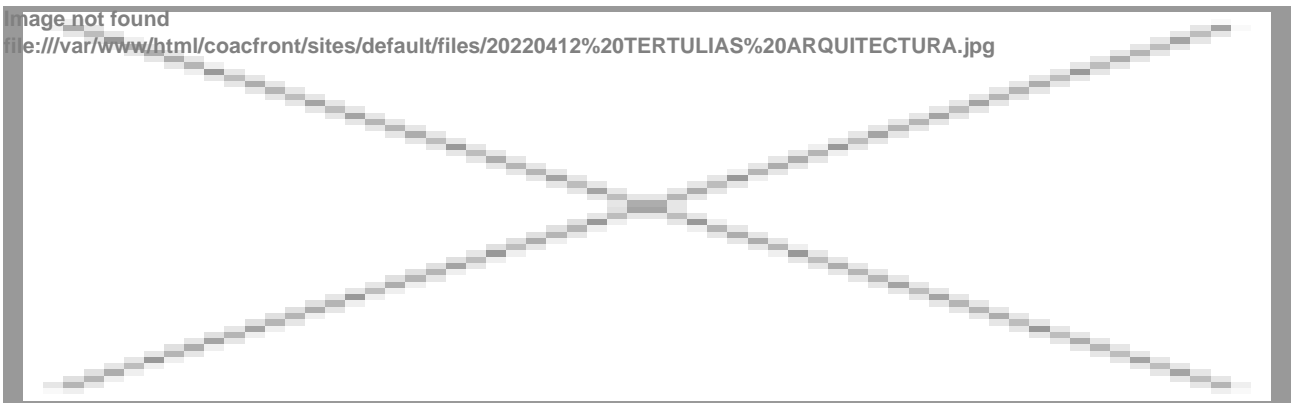 Image not found
file:///var/www/html/coacfront/sites/default/files/20220412%20TERTULIAS%20ARQUITECTURA.jpg